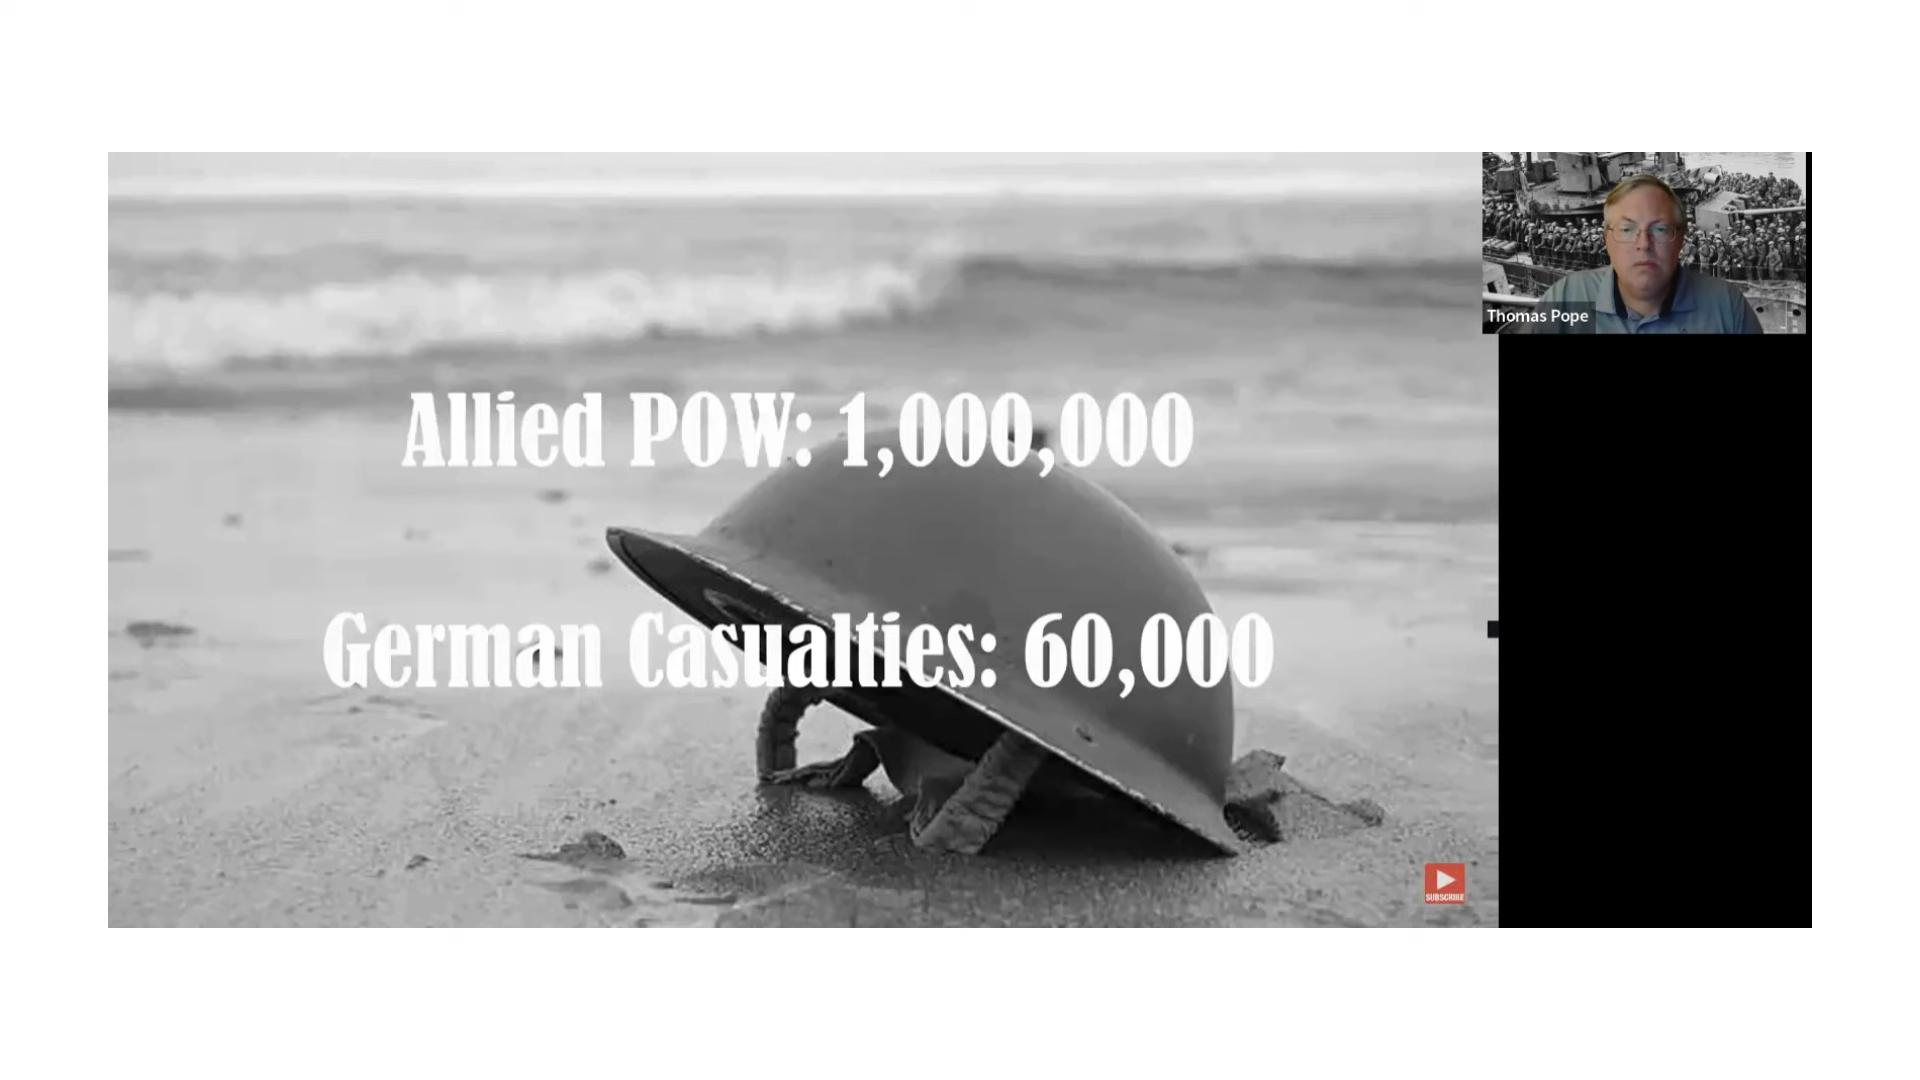 Allied POW: 1,000,000
German Casualties: 60,000
Thomas Pope
SUBSCRIBE